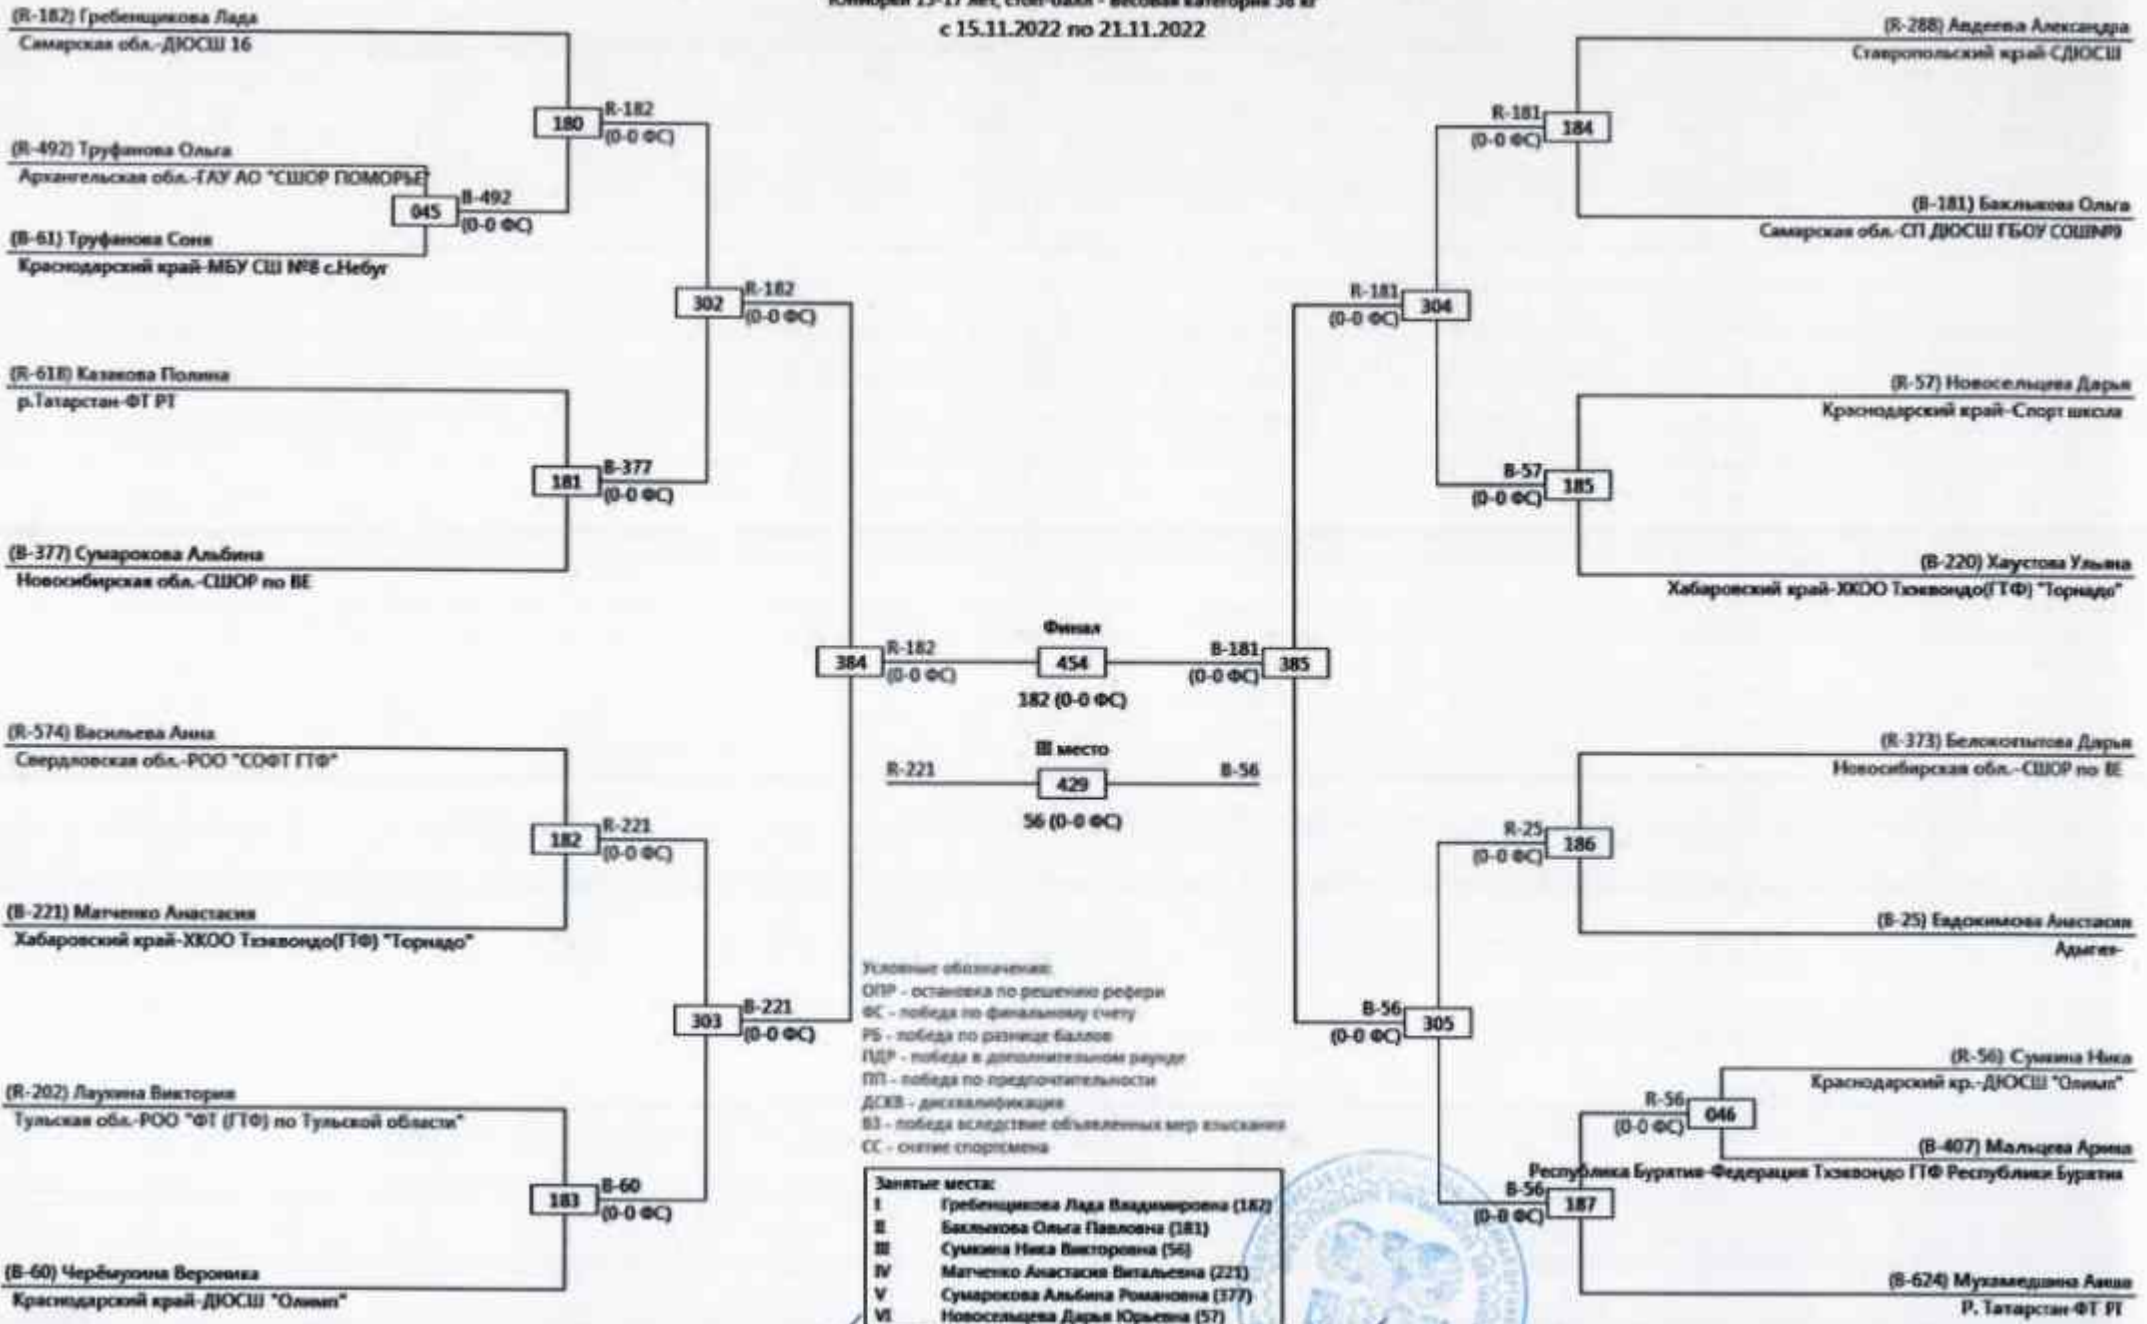 с 15.11.2022 по 21.11.2022
(R-182) Гребенщикова Лада
Самарская обл.-ДЮСШ 16
180
R-182
(0-0 ФС)
(R-492) Труфанова Ольга
Архангельская обл.-ГАУ АО "СШОР ПОМОРЬЕ"
045
B-492
(0-0 ФС)
(B-61) Труфанова Соня
Краснодарский край-МБУ СШ №8 с.Небуг
302
R-182
(0-0 ФС)
(R-618) Казакова Полина
р.Татарстан-ФТ РТ
181
B-377
(0-0 ФС)
(B-377) Сумарокова Альбина
Новосибирская обл.-СШОР по ВЕ
384
R-182
(0-0 ФС)
(R-574) Васильева Анна
Свердловская обл.-РОО "СОФТ ГТФ"
182
R-221
(0-0 ФС)
(B-221) Матченко Анастасия
Хабаровский край-ХКОО Тхэквондо(ГТФ) "Торнадо"
303
B-221
(0-0 ФС)
(R-202) Лаухина Виктория
Тульская обл.-РОО "ФТ (ГТФ) по Тульской области"
183
B-60
(0-0 ФС)
(B-60) Черёмухина Вероника
Краснодарский край-ДЮСШ "Олимп"
Финал
454
182 (0-0 ФС)
III место
R-221
429
B-56
56 (0-0 ФС)
Условные обозначения:
ОПР - остановка по решению рефери
ФС - победа по финальному счету
РБ - победа по разнице баллов
ПДР - победа в дополнительном раунде
ПП - победа по предпочтительности
ДСКВ - дисквалификация
ВЗ - победа вследствие объявленных мер взыскания
СС - снятие спортсмена
Занятые места:
I Гребенщикова Лада Владимировна (182)
II Баклыкова Ольга Павловна (181)
III Сумкина Ника Викторовна (56)
IV Матченко Анастасия Витальевна (221)
V Сумарокова Альбина Романовна (377)
VI Новосельцева Дарья Юрьевна (57)
(R-288) Авдеева Александра
Ставропольский край-СДЮСШ
R-181
(0-0 ФС)
184
(B-181) Баклыкова Ольга
Самарская обл.-СП ДЮСШ ГБОУ СОШ№9
R-181
(0-0 ФС)
304
(R-57) Новосельцева Дарья
Краснодарский край-Спорт школа
B-57
(0-0 ФС)
185
(B-220) Хаустова Ульяна
Хабаровский край-ХКОО Тхэквондо(ГТФ) "Торнадо"
B-181
(0-0 ФС)
385
(R-373) Белокопытова Дарья
Новосибирская обл.-СШОР по ВЕ
R-25
(0-0 ФС)
186
(B-25) Евдокимова Анастасия
Адыгея-
B-56
(0-0 ФС)
305
(R-56) Сумкина Ника
Краснодарский кр.-ДЮСШ "Олимп"
R-56
(0-0 ФС)
046
(B-407) Мальцева Арина
Республика Бурятия-Федерация Тхэквондо ГТФ Республики Бурятия
B-56
(0-0 ФС)
187
(B-624) Мухамедшина Аиша
Р. Татарстан-ФТ РТ